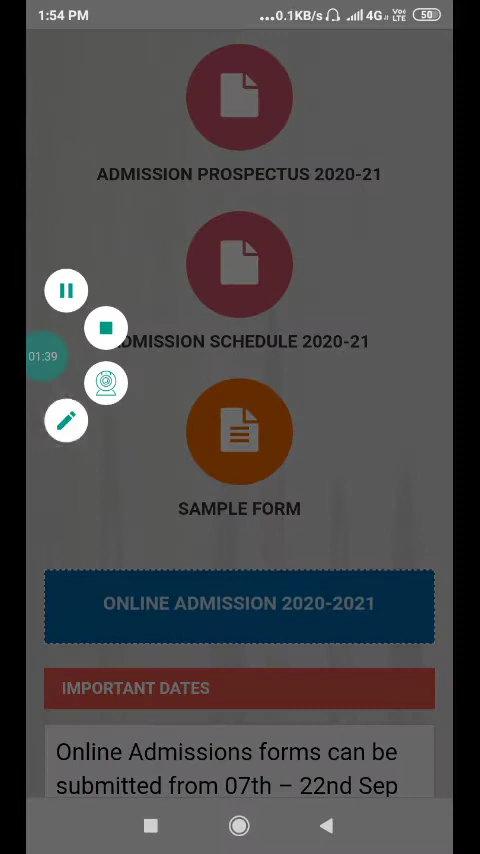 1:54 PM ...0.1KB/s 4G Vo LTE 50
ADMISSION PROSPECTUS 2020-21
DMISSION SCHEDULE 2020-21
01:39
SAMPLE FORM
ONLINE ADMISSION 2020-2021
IMPORTANT DATES
Online Admissions forms can be
submitted from 07th – 22nd Sep